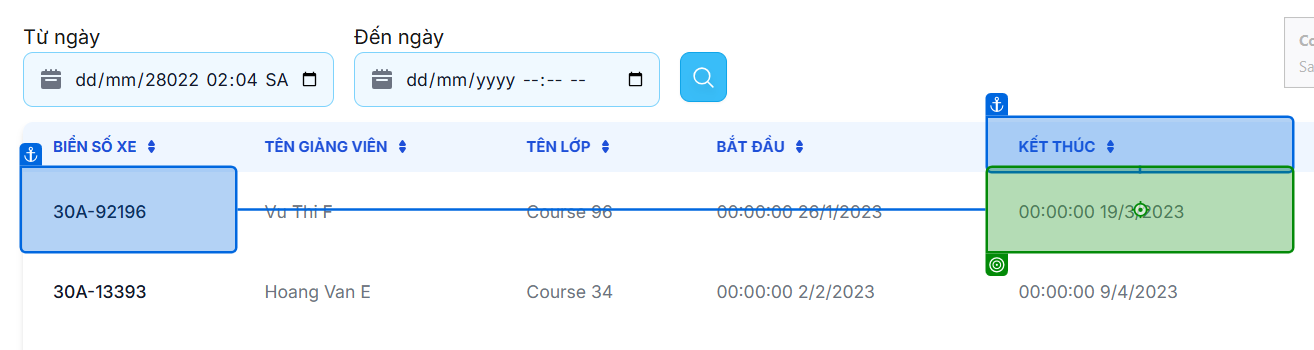 Từ ngày Đến ngày
dd/mm/28022 02:04 SA dd/mm/yyyy --:-- --
BIỂN SỐ XE TÊN GIẢNG VIÊN TÊN LỚP BẮT ĐẦU KẾT THÚC
30A-92196 Vu Thi F Course 96 00:00:00 26/1/2023 00:00:00 19/3/2023
30A-13393 Hoang Van E Course 34 00:00:00 2/2/2023 00:00:00 9/4/2023